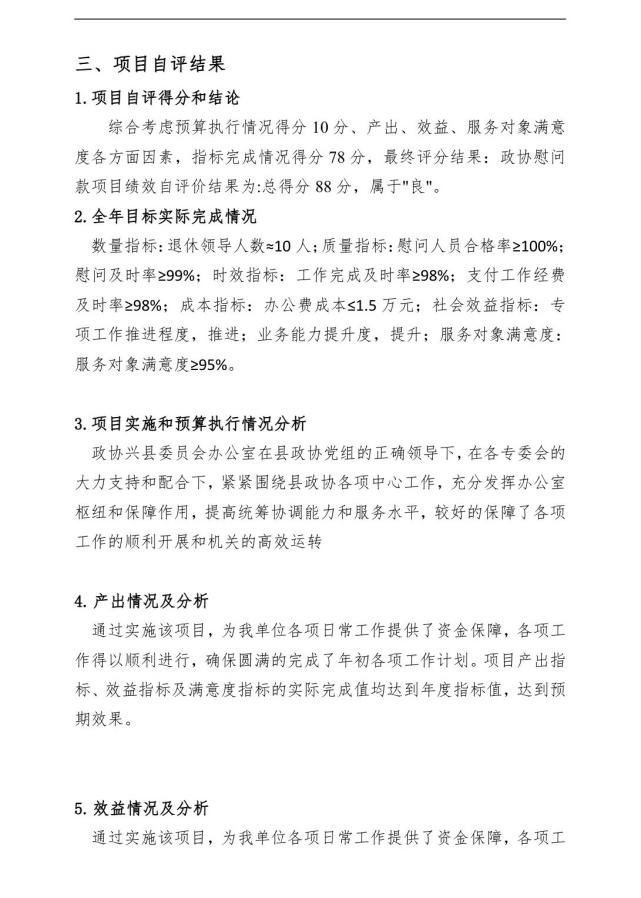 三、项目自评结果
1.项目自评得分和结论
综合考虑预算执行情况得分 10 分、产出、效益、服务对象满意
度各方面因素，指标完成情况得分 78 分，最终评分结果：政协慰问
款项目绩效自评价结果为:总得分 88 分，属于"良"。
2.全年目标实际完成情况
数量指标:退休领导人数≈10 人;质量指标:慰问人员合格率≥100%;
慰问及时率≥99%；时效指标：工作完成及时率≥98%；支付工作经费
及时率≥98%；成本指标：办公费成本≤1.5 万元；社会效益指标：专
项工作推进程度，推进；业务能力提升度，提升；服务对象满意度：
服务对象满意度≥95%。
3.项目实施和预算执行情况分析
政协兴县委员会办公室在县政协党组的正确领导下，在各专委会的
大力支持和配合下，紧紧围绕县政协各项中心工作，充分发挥办公室
枢纽和保障作用，提高统筹协调能力和服务水平，较好的保障了各项
工作的顺利开展和机关的高效运转
4. 产出情况及分析
通过实施该项目，为我单位各项日常工作提供了资金保障，各项工
作得以顺利进行，确保圆满的完成了年初各项工作计划。项目产出指
标、效益指标及满意度指标的实际完成值均达到年度指标值，达到预
期效果。
5. 效益情况及分析
通过实施该项目，为我单位各项日常工作提供了资金保障，各项工